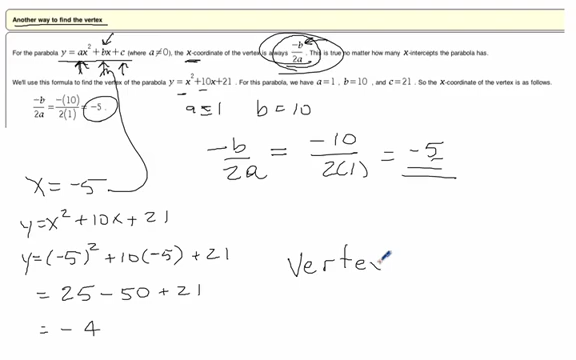 Another way to find the vertex
For the parabola y = ax² + bx + c (where a≠0), the x-coordinate of the vertex is always -b/2a. This is true no matter how many x-intercepts the parabola has.
We'll use this formula to find the vertex of the parabola y = x² + 10x + 21. For this parabola, we have a = 1, b = 10, and c = 21. So the x-coordinate of the vertex is as follows.
-b/2a = -(10)/2(1) = -5.
a = 1 b = 10
-b/2a = -10/2(1) = -5
x = -5
y = x² + 10x + 21
y = (-5)² + 10(-5) + 21
= 25 - 50 + 21
= -4
Vertex